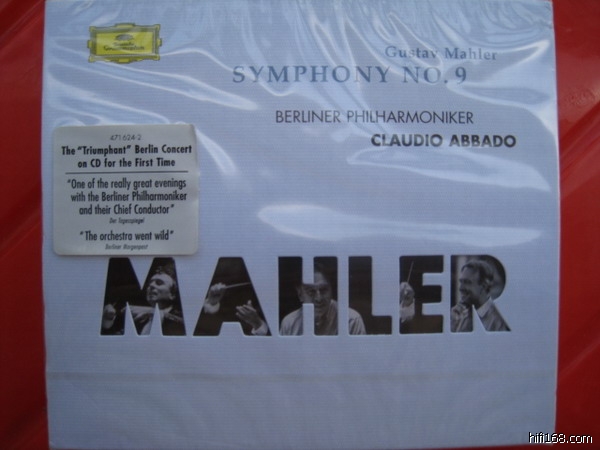 Deutsche
Grammophon
Gustav Mahler
SYMPHONY NO. 9
BERLINER PHILHARMONIKER
CLAUDIO ABBADO
471 624-2
The "Triumphant" Berlin Concert
on CD for the First Time
"One of the really great evenings
with the Berliner Philharmoniker
and their Chief Conductor"
Der Tagesspiegel
"The orchestra went wild"
Berliner Morgenpost
MAHLER
hifi168.com